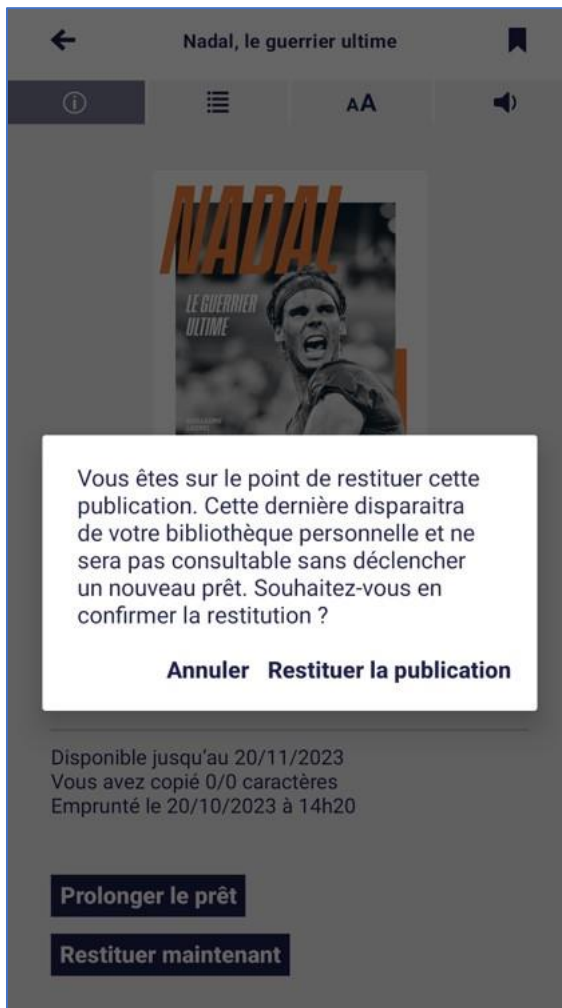 Nadal, le guerrier ultime
AA
NADAL
LE GUERRIER
ULTIME
Vous êtes sur le point de restituer cette
publication. Cette dernière disparaitra
de votre bibliothèque personnelle et ne
sera pas consultable sans déclencher
un nouveau prêt. Souhaitez-vous en
confirmer la restitution ?
Annuler Restituer la publication
Disponible jusqu'au 20/11/2023
Vous avez copié 0/0 caractères
Emprunté le 20/10/2023 à 14h20
Prolonger le prêt
Restituer maintenant